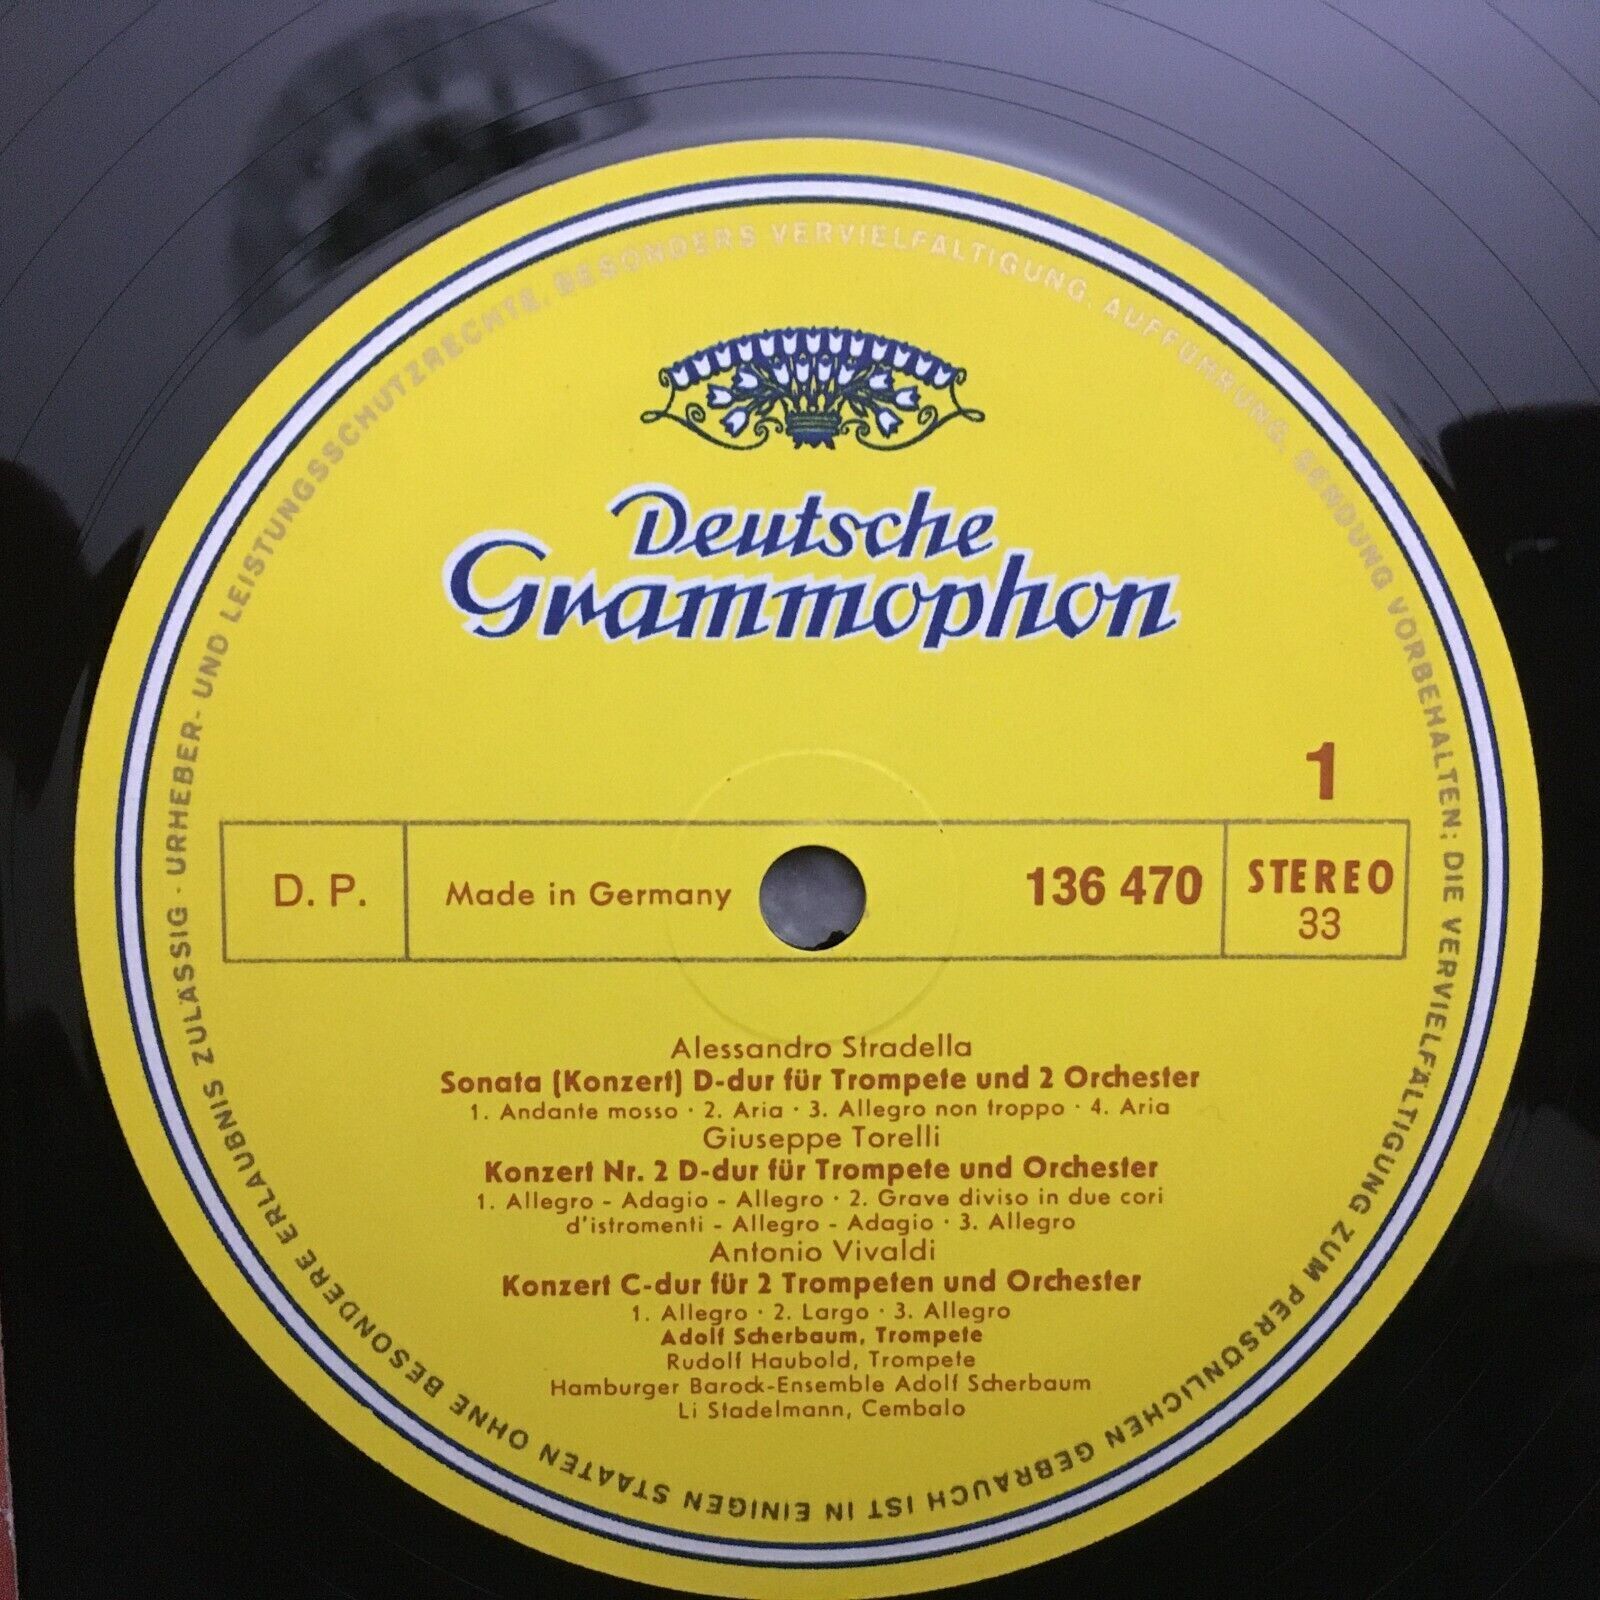 URHEBER- UND LEISTUNGSSCHUTZRECHTE, BESONDERS VERVIELFÄLTIGUNG, AUFFÜHRUNG, SENDUNG VORBEHALTEN; DIE VERVIELFÄLTIGUNG ZUM PERSÖNLICHEN GEBRAUCH IST IN EINIGEN STAATEN OHNE BESONDERE ERLAUBNIS ZULÄSSIG ·
Deutsche
Grammophon
1
D. P. Made in Germany 136 470 STEREO
33
Alessandro Stradella
Sonata (Konzert) D-dur für Trompete und 2 Orchester
1. Andante mosso · 2. Aria · 3. Allegro non troppo · 4. Aria
Giuseppe Torelli
Konzert Nr. 2 D-dur für Trompete und Orchester
1. Allegro - Adagio - Allegro · 2. Grave diviso in due cori
d'istromenti - Allegro - Adagio · 3. Allegro
Antonio Vivaldi
Konzert C-dur für 2 Trompeten und Orchester
1. Allegro · 2. Largo · 3. Allegro
Adolf Scherbaum, Trompete
Rudolf Haubold, Trompete
Hamburger Barock-Ensemble Adolf Scherbaum
Li Stadelmann, Cembalo